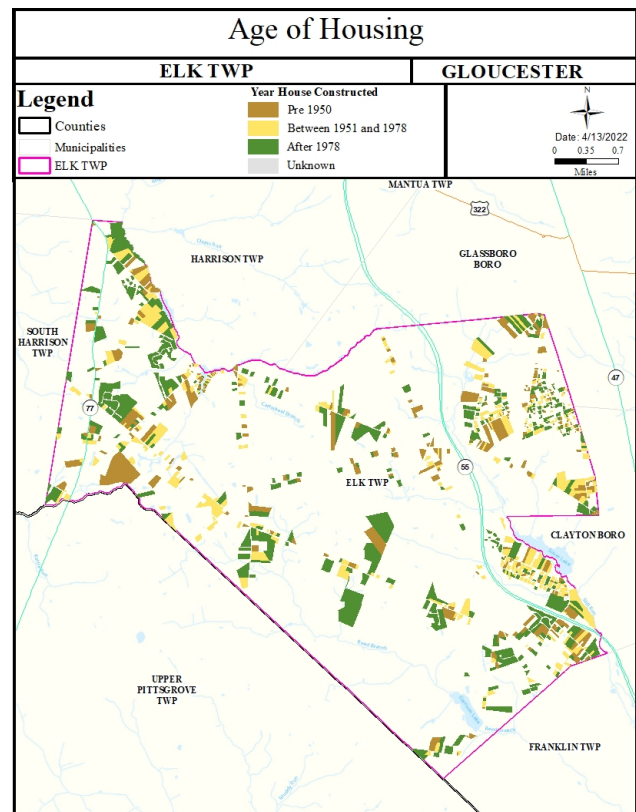 Age of Housing
ELK TWP
GLOUCESTER
Legend
Counties
Municipalities
ELK TWP
Year House Constructed
Pre 1950
Between 1951 and 1978
After 1978
Unknown
N
Date: 4/13/2022
0 0.35 0.7
Miles
MANTUA TWP
322
HARRISON TWP
GLASSBORO
BORO
SOUTH
HARRISON
TWP
47
77
55
ELK TWP
CLAYTON BORO
UPPER
PITTSGROVE
TWP
FRANKLIN TWP